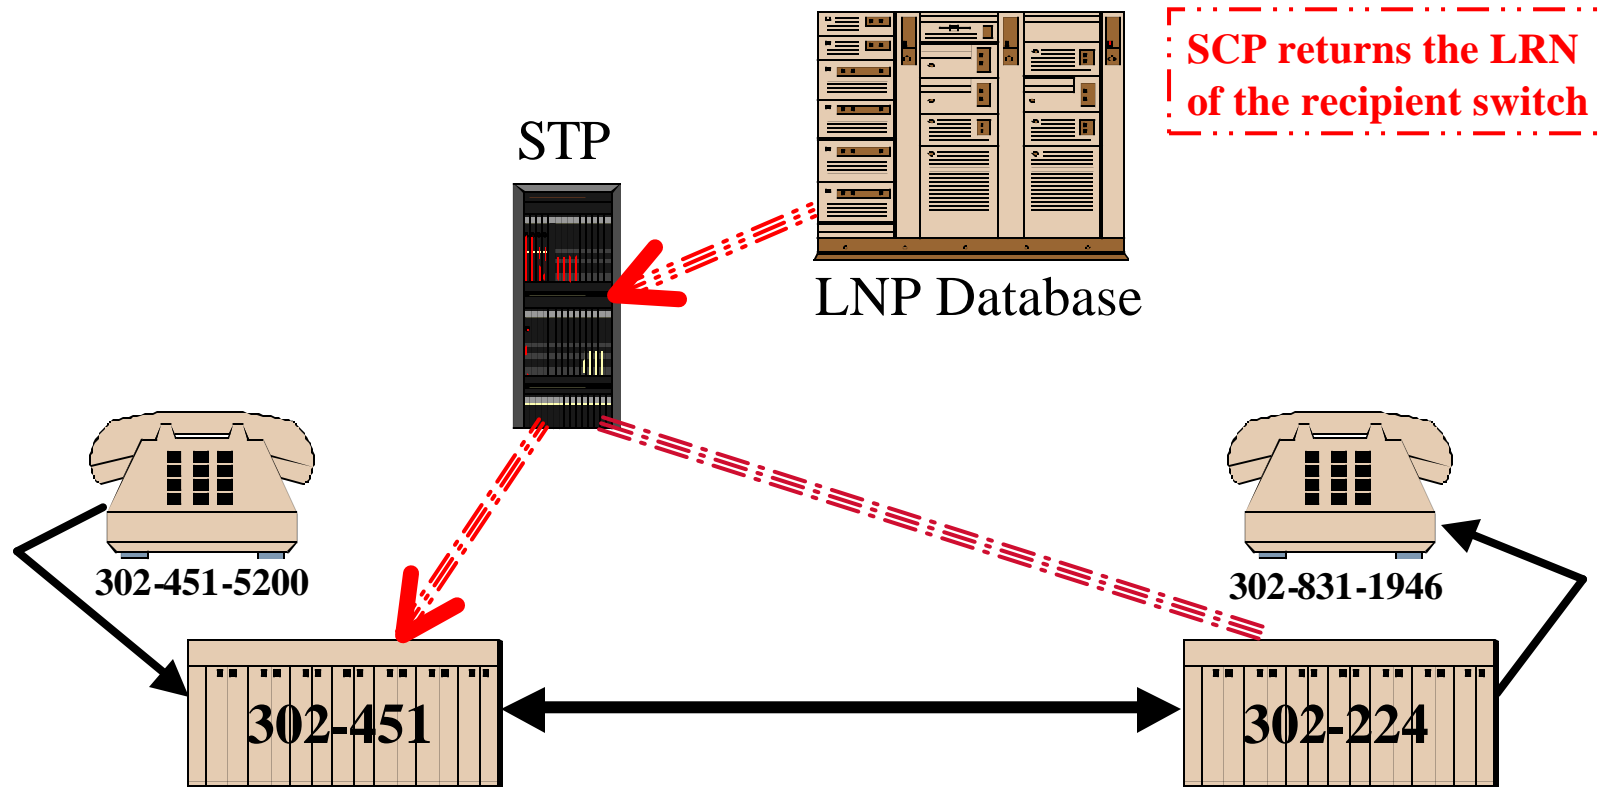 SCP returns the LRN
of the recipient switch
STP
LNP Database
302-451-5200
302-831-1946
302-451
302-224